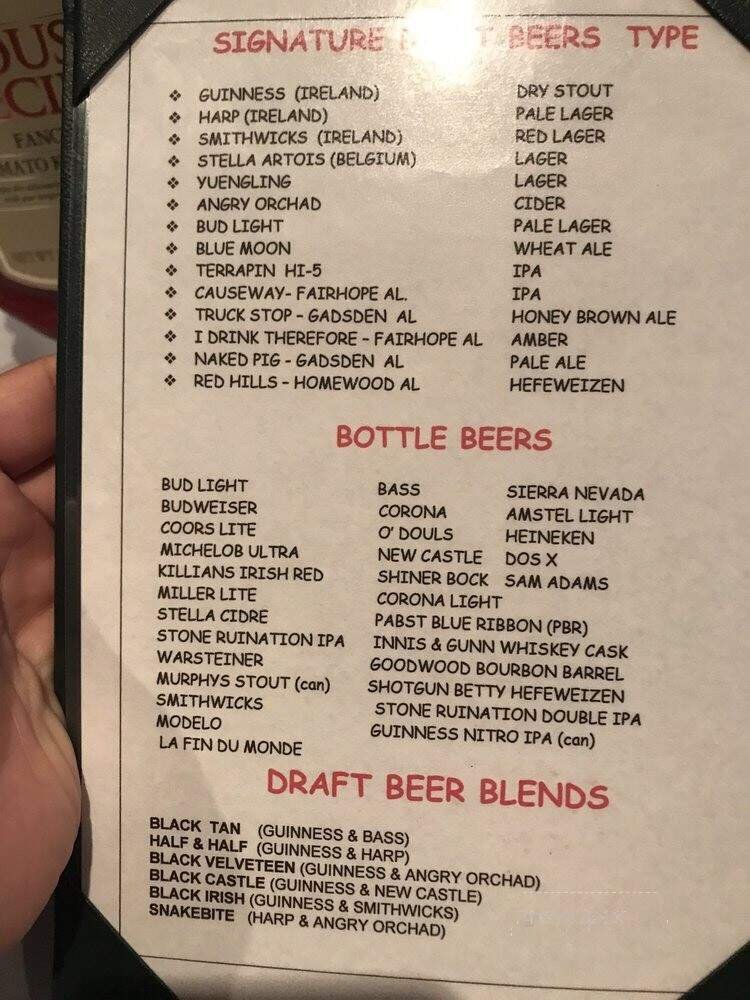 SIGNATURE BEERS TYPE
❖ GUINNESS (IRELAND) DRY STOUT
❖ HARP (IRELAND) PALE LAGER
❖ SMITHWICKS (IRELAND) RED LAGER
❖ STELLA ARTOIS (BELGIUM) LAGER
❖ YUENGLING LAGER
❖ ANGRY ORCHAD CIDER
❖ BUD LIGHT PALE LAGER
❖ BLUE MOON WHEAT ALE
❖ TERRAPIN HI-5 IPA
❖ CAUSEWAY- FAIRHOPE AL. IPA
❖ TRUCK STOP - GADSDEN AL HONEY BROWN ALE
❖ I DRINK THEREFORE - FAIRHOPE AL AMBER
❖ NAKED PIG - GADSDEN AL PALE ALE
❖ RED HILLS - HOMEWOOD AL HEFEWEIZEN
BOTTLE BEERS
BUD LIGHT BASS SIERRA NEVADA
BUDWEISER CORONA AMSTEL LIGHT
COORS LITE O' DOULS HEINEKEN
MICHELOB ULTRA NEW CASTLE DOS X
KILLIANS IRISH RED SHINER BOCK SAM ADAMS
MILLER LITE CORONA LIGHT
STELLA CIDRE PABST BLUE RIBBON (PBR)
STONE RUINATION IPA INNIS & GUNN WHISKEY CASK
WARSTEINER GOODWOOD BOURBON BARREL
MURPHYS STOUT (can) SHOTGUN BETTY HEFEWEIZEN
SMITHWICKS STONE RUINATION DOUBLE IPA
MODELO GUINNESS NITRO IPA (can)
LA FIN DU MONDE
DRAFT BEER BLENDS
BLACK TAN (GUINNESS & BASS)
HALF & HALF (GUINNESS & HARP)
BLACK VELVETEEN (GUINNESS & ANGRY ORCHAD)
BLACK CASTLE (GUINNESS & NEW CASTLE)
BLACK IRISH (GUINNESS & SMITHWICKS)
SNAKEBITE (HARP & ANGRY ORCHAD)